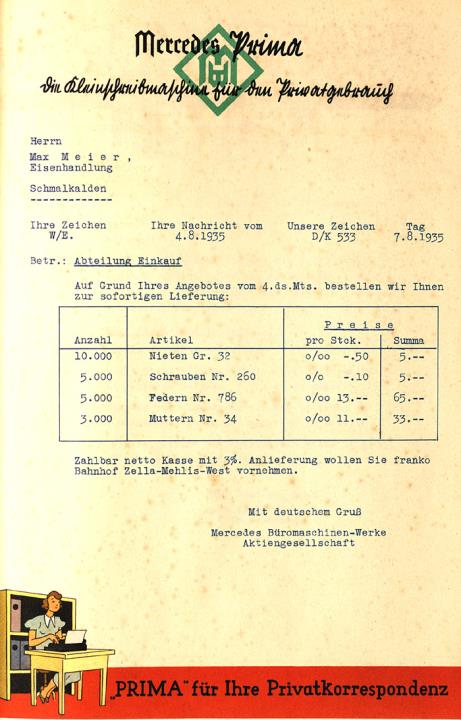 Mercedes Prima
die Kleinschreibmaschine für den Privatgebrauch
Herrn
Max M e i e r ,
Eisenhandlung
Schmalkalden
-------------
Ihre Zeichen Ihre Nachricht vom Unsere Zeichen Tag
W/E. 4.8.1935 D/K 533 7.8.1935
Betr.: Abteilung Einkauf
Auf Grund Ihres Angebotes vom 4.ds.Mts. bestellen wir Ihnen
zur sofortigen Lieferung:
P r e i s e
Anzahl Artikel pro Stck. Summa
10.000 Nieten Gr. 32 o/oo -.50 5.--
5.000 Schrauben Nr. 260 o/o -.10 5.--
5.000 Federn Nr. 786 o/oo 13.-- 65.--
3.000 Muttern Nr. 34 o/oo 11.-- 33.--
Zahlbar netto Kasse mit 3%. Anlieferung wollen Sie franko
Bahnhof Zella-Mehlis-West vornehmen.
Mit deutschem Gruß
Mercedes Büromaschinen-Werke
Aktiengesellschaft
„PRIMA“ für Ihre Privatkorrespondenz